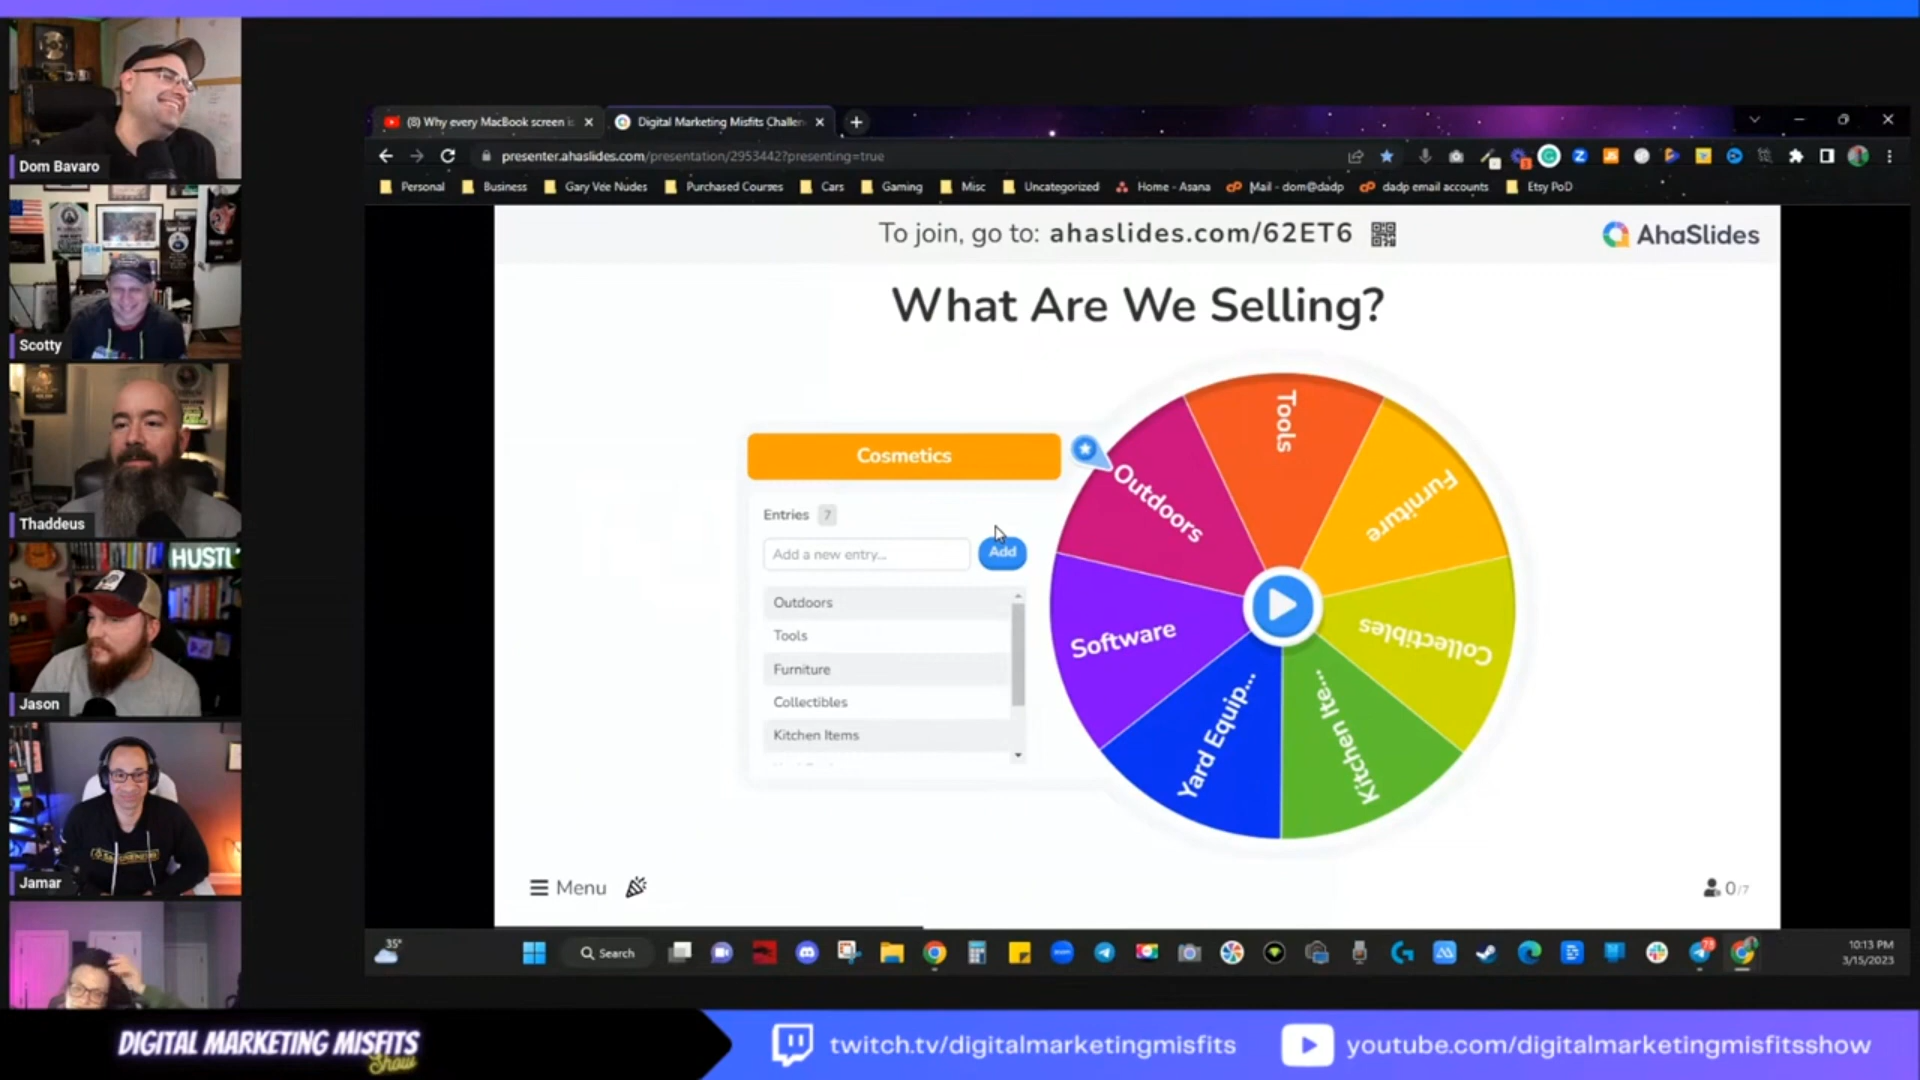 Dom Bavaro
Scotty
Thaddeus
HUSTL
Jason
Jamar
(8) Why every MacBook screen is
Digital Marketing Misfits Challen
presenter.ahaslides.com/presentation/2953442?presenting=true
Personal
Business
Gary Vee Nudes
Purchased Courses
Cars
Gaming
Misc
Uncategorized
Home - Asana
Mail - dom@dadp
dadp email accounts
Etsy PoD
To join, go to: ahaslides.com/62ET6
AhaSlides
What Are We Selling?
Cosmetics
Entries 7
Add a new entry...
Add
Outdoors
Tools
Furniture
Collectibles
Kitchen Items
Tools
Furniture
Collectibles
Kitchen Ite...
Yard Equip...
Software
Outdoors
Menu
0/7
35°
Search
10:13 PM
3/15/2023
DIGITAL MARKETING MISFITS
Show
twitch.tv/digitalmarketingmisfits
youtube.com/digitalmarketingmisfitsshow